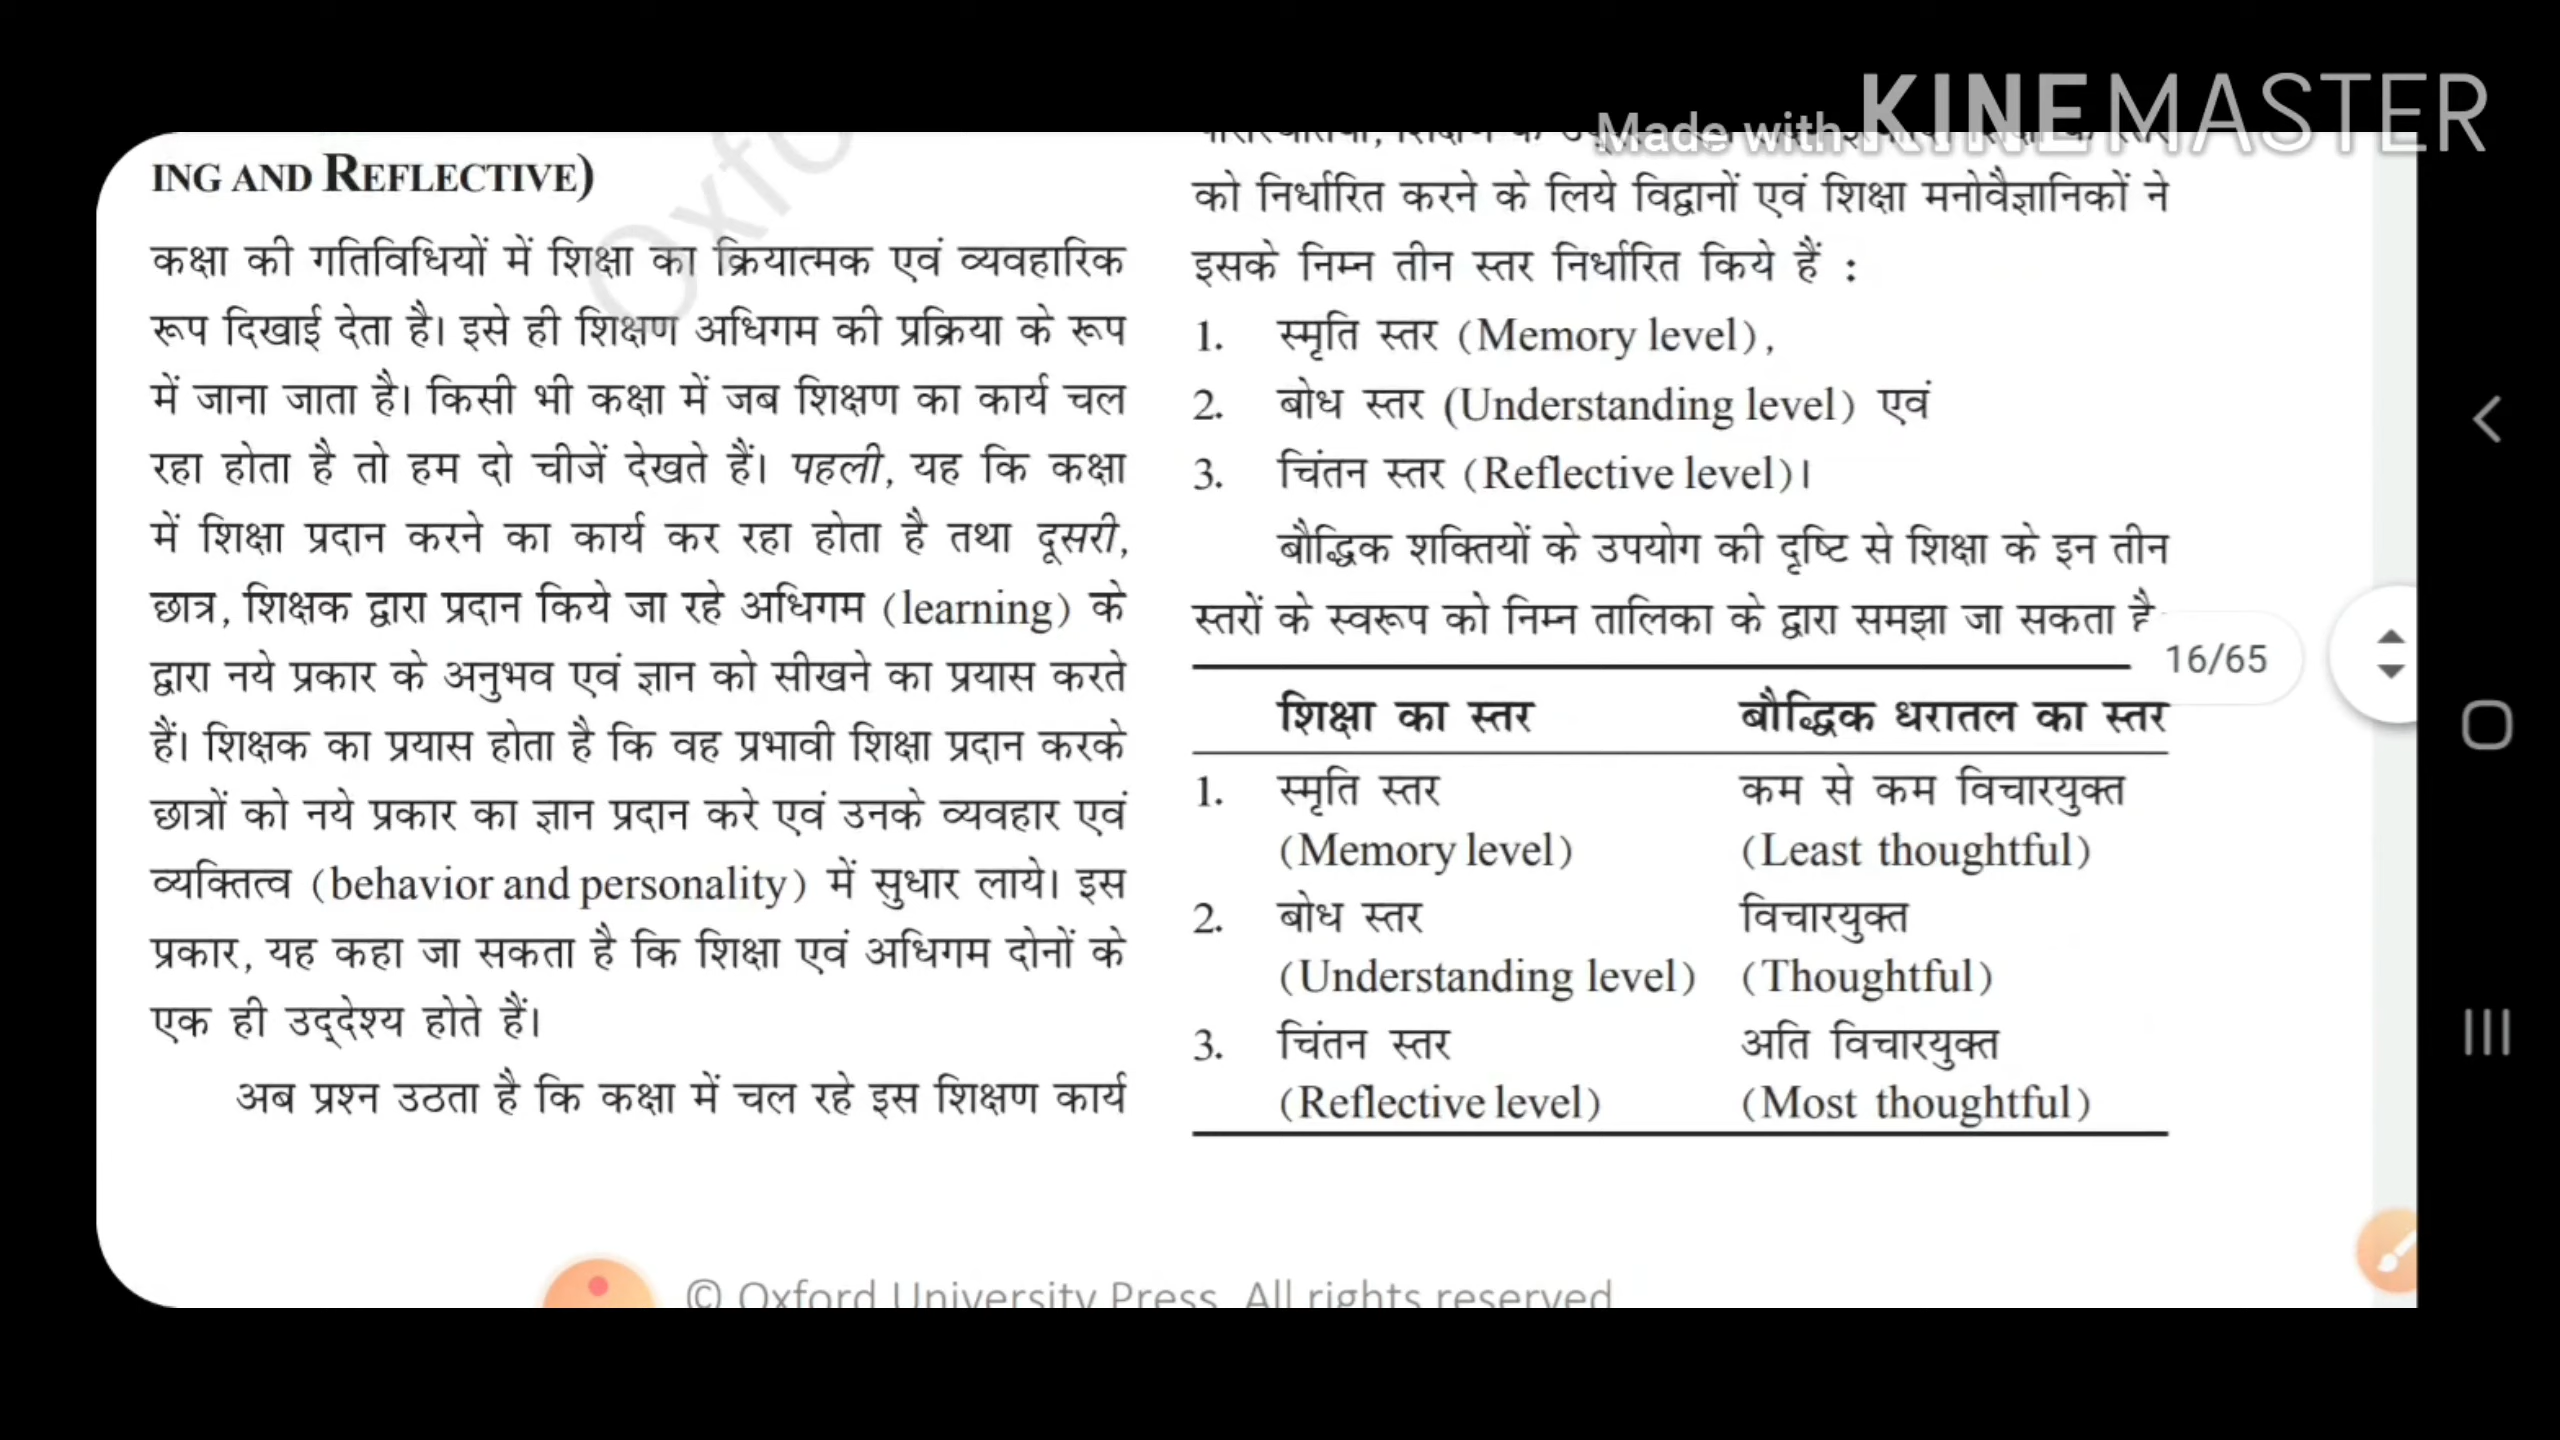 Made with KINEMASTER
ING AND REFLECTIVE)
कक्षा की गतिविधियों में शिक्षा का क्रियात्मक एवं व्यवहारिक
रूप दिखाई देता है। इसे ही शिक्षण अधिगम की प्रक्रिया के रूप
में जाना जाता है। किसी भी कक्षा में जब शिक्षण का कार्य चल
रहा होता है तो हम दो चीजें देखते हैं। पहली, यह कि कक्षा
में शिक्षा प्रदान करने का कार्य कर रहा होता है तथा दूसरी,
छात्र, शिक्षक द्वारा प्रदान किये जा रहे अधिगम (learning) के
द्वारा नये प्रकार के अनुभव एवं ज्ञान को सीखने का प्रयास करते
हैं। शिक्षक का प्रयास होता है कि वह प्रभावी शिक्षा प्रदान करके
छात्रों को नये प्रकार का ज्ञान प्रदान करे एवं उनके व्यवहार एवं
व्यक्तित्व (behavior and personality) में सुधार लाये। इस
प्रकार, यह कहा जा सकता है कि शिक्षा एवं अधिगम दोनों के
एक ही उद्देश्य होते हैं।
अब प्रश्न उठता है कि कक्षा में चल रहे इस शिक्षण कार्य
को निर्धारित करने के लिये विद्वानों एवं शिक्षा मनोवैज्ञानिकों ने
इसके निम्न तीन स्तर निर्धारित किये हैं :
1. स्मृति स्तर (Memory level),
2. बोध स्तर (Understanding level) एवं
3. चिंतन स्तर (Reflective level)।
बौद्धिक शक्तियों के उपयोग की दृष्टि से शिक्षा के इन तीन
स्तरों के स्वरूप को निम्न तालिका के द्वारा समझा जा सकता है
16/65
शिक्षा का स्तर बौद्धिक धरातल का स्तर
1. स्मृति स्तर कम से कम विचारयुक्त
(Memory level) (Least thoughtful)
2. बोध स्तर विचारयुक्त
(Understanding level) (Thoughtful)
3. चिंतन स्तर अति विचारयुक्त
(Reflective level) (Most thoughtful)
© Oxford University Press. All rights reserved